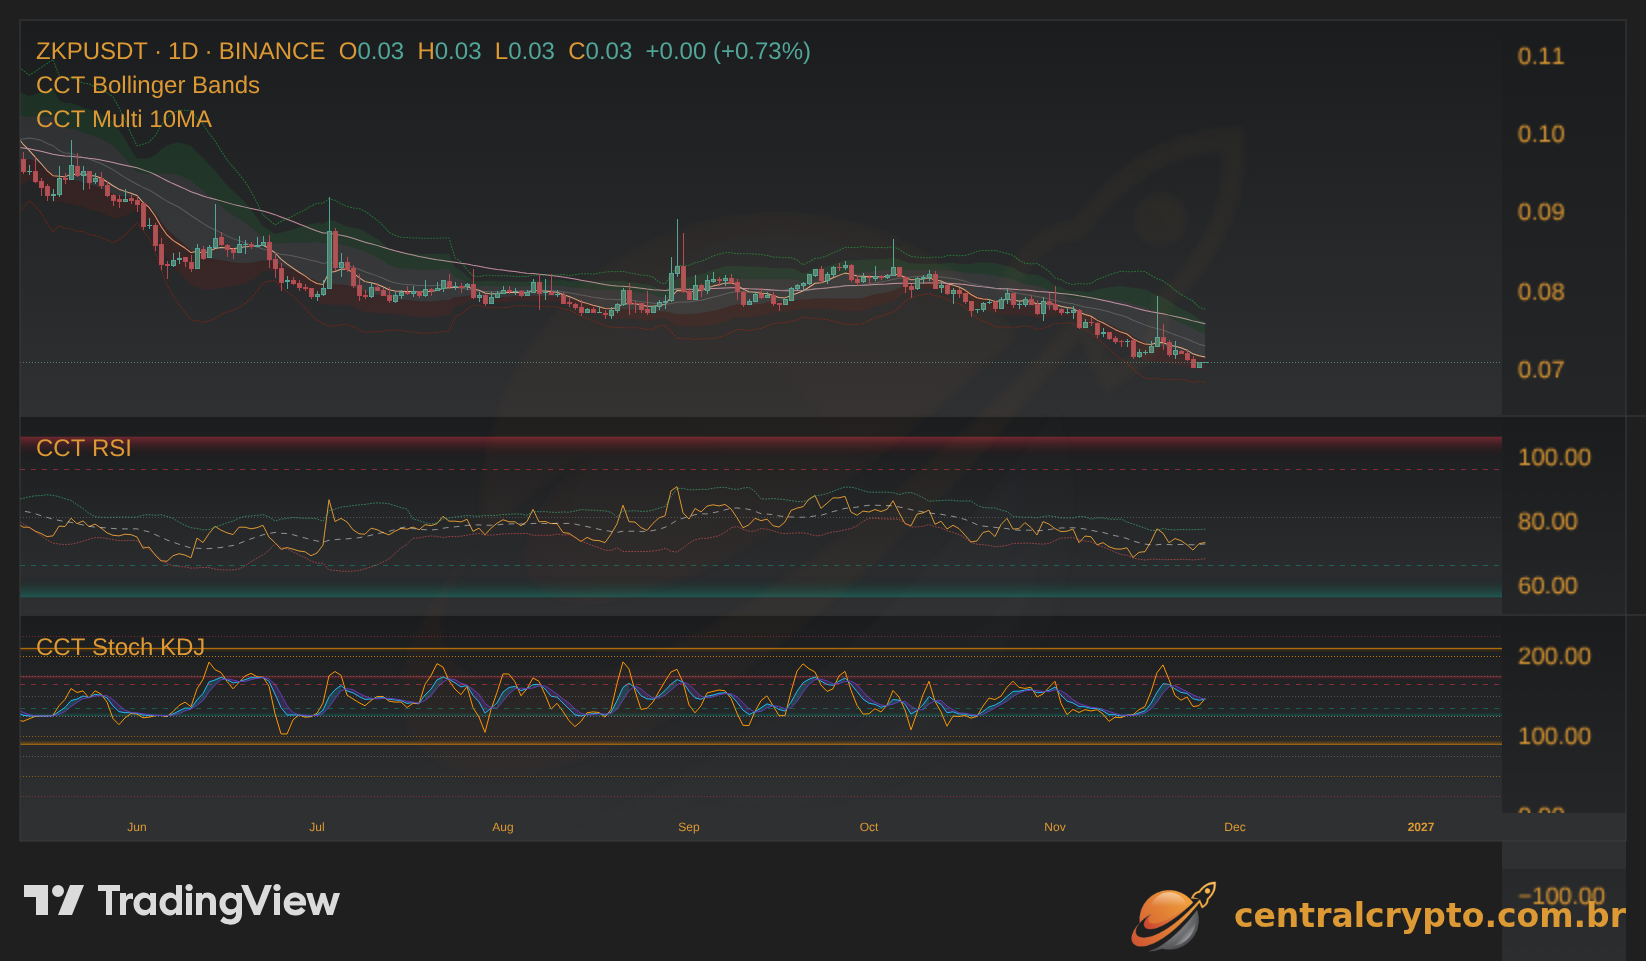 ZKPUSDT · 1D · BINANCE O0.03 H0.03 L0.03 C0.03 +0.00 (+0.73%)
CCT Bollinger Bands
CCT Multi 10MA
0.11
0.10
0.09
0.08
0.07
CCT RSI
100.00
80.00
60.00
CCT Stoch KDJ
200.00
100.00
0.00
Jun Jul Aug Sep Oct Nov Dec 2027
−100.00
TradingView
centralcrypto.com.br